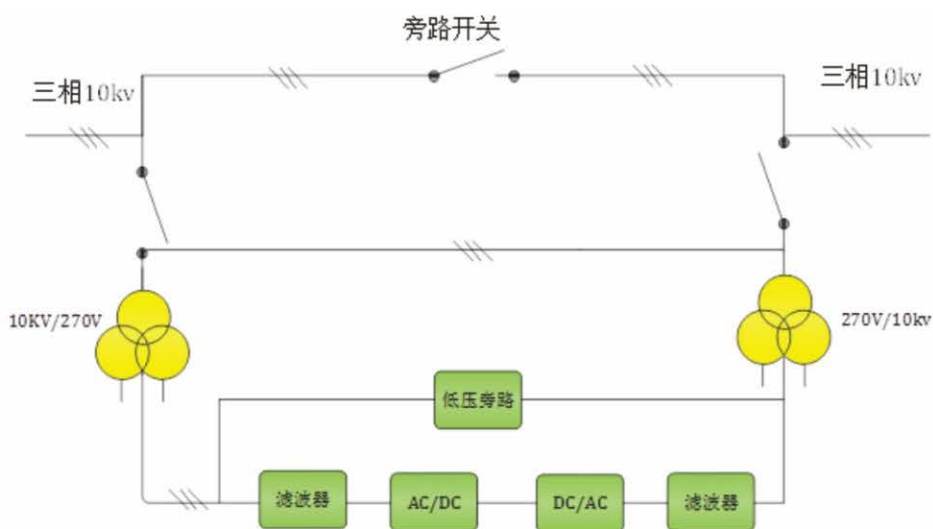 旁路开关
三相10kv
三相10kv
10KV/270V
270V/10kv
低压旁路
滤波器
AC/DC
DC/AC
滤波器